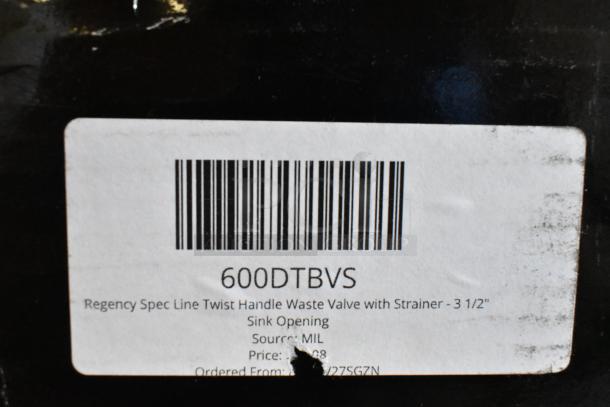 600DTBVS
Regency Spec Line Twist Handle Waste Valve with Strainer - 3 1/2"
Sink Opening
Source: MIL
Price:
Ordered From: /27SGZN